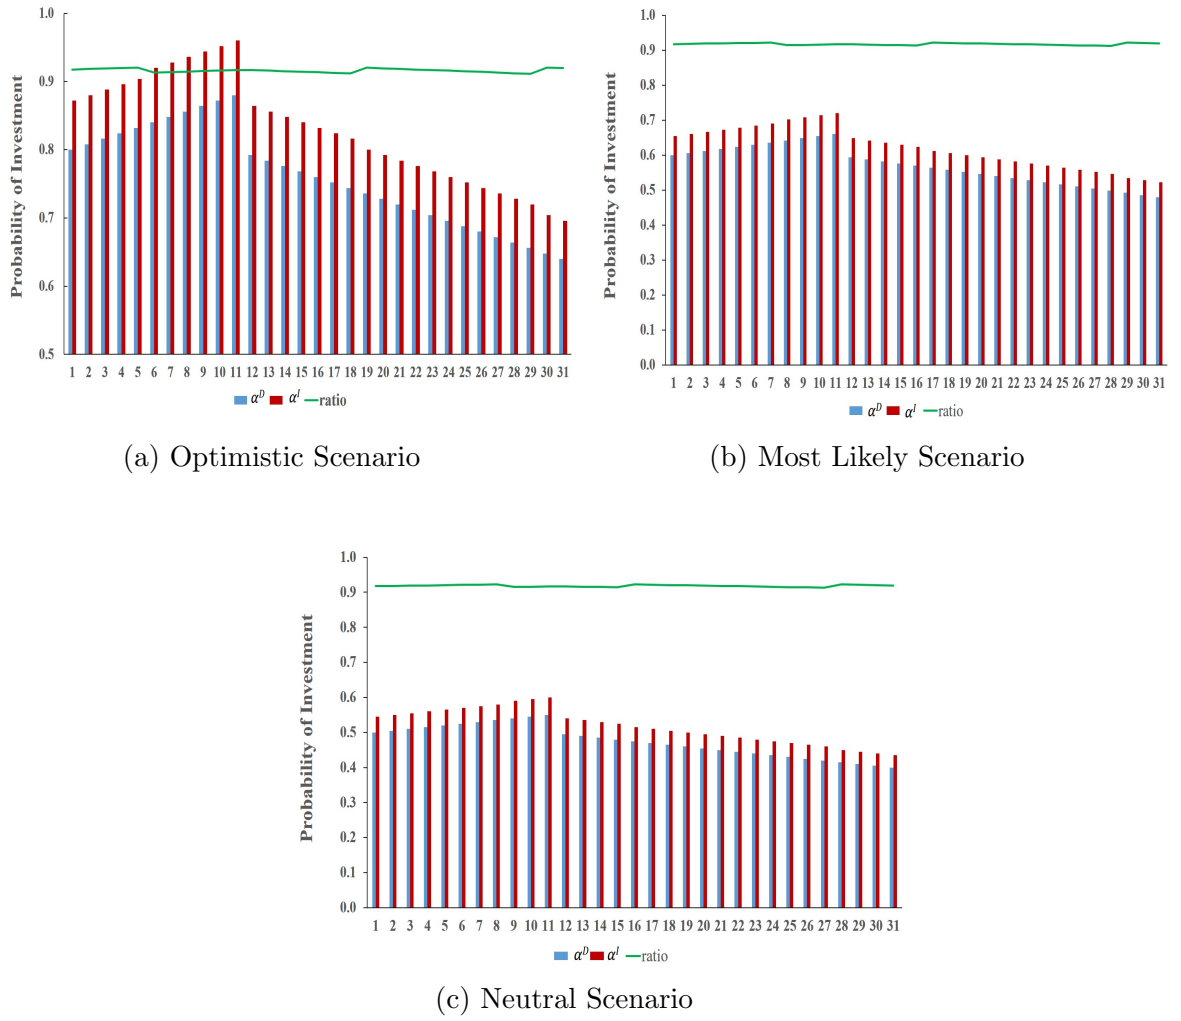 1.0
0.9
0.8
0.7
0.6
0.5
Probability of Investment
1 2 3 4 5 6 7 8 9 10 11 12 13 14 15 16 17 18 19 20 21 22 23 24 25 26 27 28 29 30 31
α^D α^I ratio
(a) Optimistic Scenario
1.0
0.9
0.8
0.7
0.6
0.5
0.4
0.3
0.2
0.1
0.0
Probability of Investment
1 2 3 4 5 6 7 8 9 10 11 12 13 14 15 16 17 18 19 20 21 22 23 24 25 26 27 28 29 30 31
α^D α^I ratio
(b) Most Likely Scenario
1.0
0.9
0.8
0.7
0.6
0.5
0.4
0.3
0.2
0.1
0.0
Probability of Investment
1 2 3 4 5 6 7 8 9 10 11 12 13 14 15 16 17 18 19 20 21 22 23 24 25 26 27 28 29 30 31
α^D α^I ratio
(c) Neutral Scenario